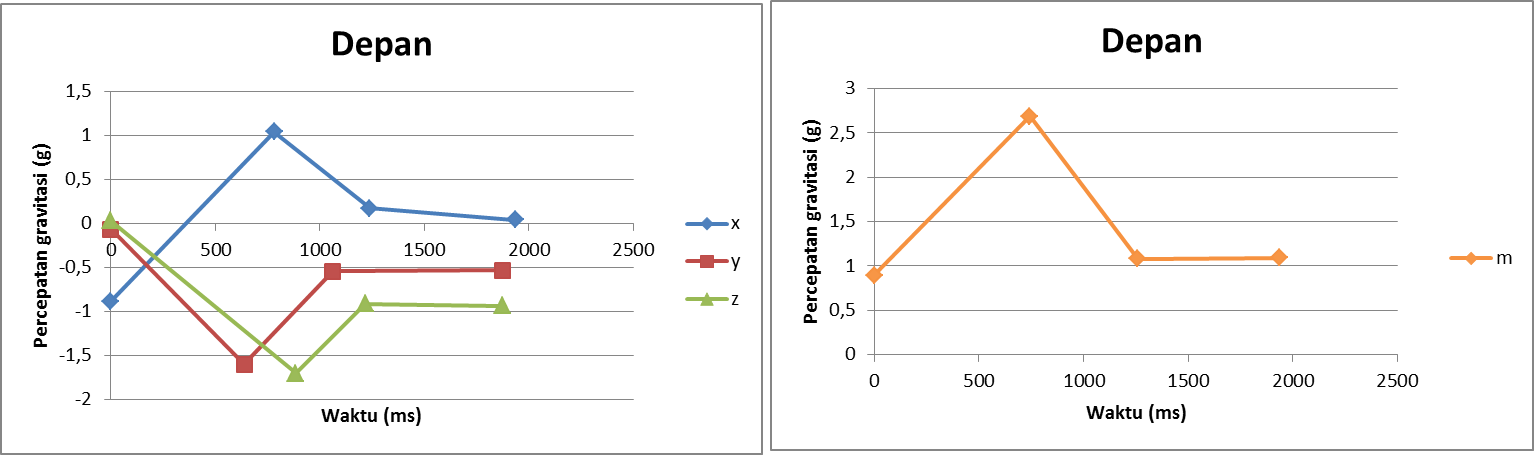 Depan
Percepatan gravitasi (g)
1,5
1
0,5
0
-0,5
-1
-1,5
-2
0 500 1000 1500 2000 2500
Waktu (ms)
x
y
z
Depan
Percepatan gravitasi (g)
3
2,5
2
1,5
1
0,5
0
0 500 1000 1500 2000 2500
Waktu (ms)
m